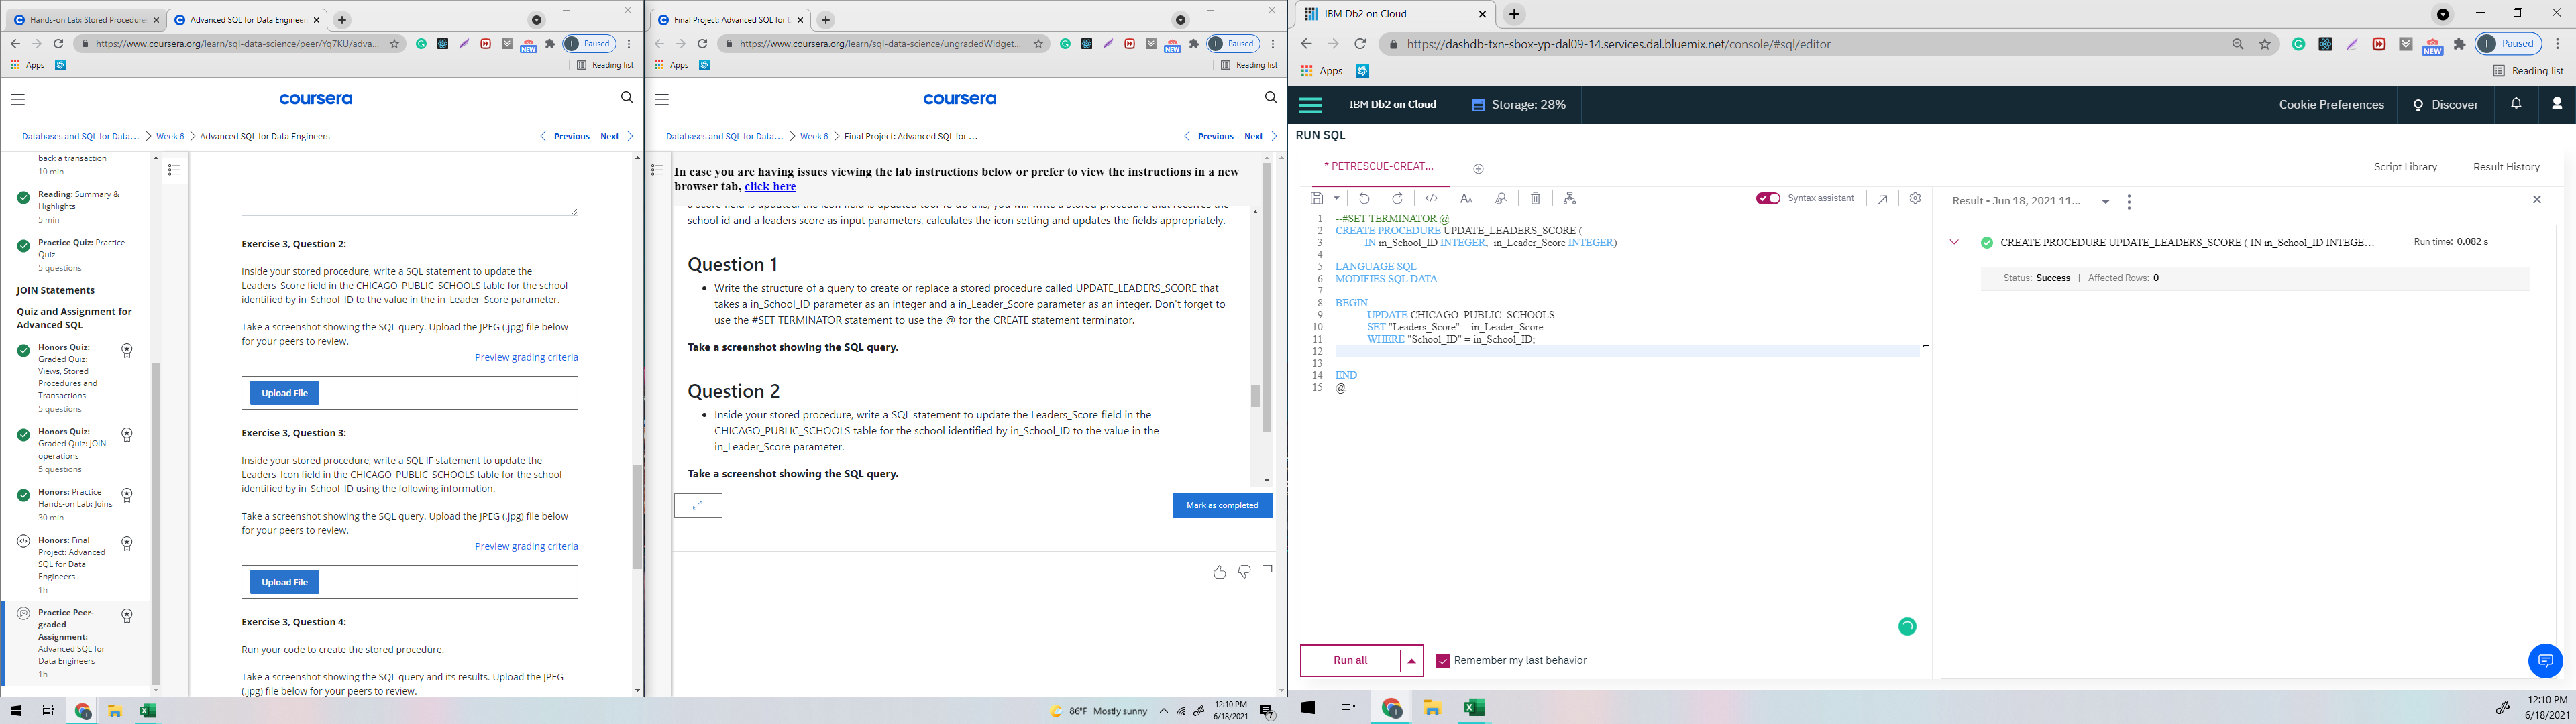 Hands-on Lab: Stored Procedures
Advanced SQL for Data Engineer
https://www.coursera.org/learn/sql-data-science/peer/Yq7KU/adva...
NEW
Paused
Apps
Reading list
coursera
Databases and SQL for Data... > Week 6 > Advanced SQL for Data Engineers
Previous
Next
back a transaction
10 min
Reading: Summary &
Highlights
5 min
Practice Quiz: Practice
Quiz
5 questions
JOIN Statements
Quiz and Assignment for
Advanced SQL
Honors Quiz:
Graded Quiz:
Views, Stored
Procedures and
Transactions
5 questions
Honors Quiz:
Graded Quiz: JOIN
operations
5 questions
Honors: Practice
Hands-on Lab: Joins
30 min
Honors: Final
Project: Advanced
SQL for Data
Engineers
1h
Practice Peer-
graded
Assignment:
Advanced SQL for
Data Engineers
1h
Exercise 3, Question 2:
Inside your stored procedure, write a SQL statement to update the
Leaders_Score field in the CHICAGO_PUBLIC_SCHOOLS table for the school
identified by in_School_ID to the value in the in_Leader_Score parameter.
Take a screenshot showing the SQL query. Upload the JPEG (.jpg) file below
for your peers to review.
Preview grading criteria
Upload File
Exercise 3, Question 3:
Inside your stored procedure, write a SQL IF statement to update the
Leaders_Icon field in the CHICAGO_PUBLIC_SCHOOLS table for the school
identified by in_School_ID using the following information.
Take a screenshot showing the SQL query. Upload the JPEG (.jpg) file below
for your peers to review.
Preview grading criteria
Upload File
Exercise 3, Question 4:
Run your code to create the stored procedure.
Take a screenshot showing the SQL query and its results. Upload the JPEG
(.jpg) file below for your peers to review.
Final Project: Advanced SQL for D
https://www.coursera.org/learn/sql-data-science/ungradedWidget...
NEW
Paused
Apps
Reading list
coursera
Databases and SQL for Data... > Week 6 > Final Project: Advanced SQL for ...
Previous
Next
In case you are having issues viewing the lab instructions below or prefer to view the instructions in a new
browser tab, click here
a score field is updated, the icon field is updated too. To do this, you will write a stored procedure that receives the
school id and a leaders score as input parameters, calculates the icon setting and updates the fields appropriately.
Question 1
• Write the structure of a query to create or replace a stored procedure called UPDATE_LEADERS_SCORE that
takes a in_School_ID parameter as an integer and a in_Leader_Score parameter as an integer. Don't forget to
use the #SET TERMINATOR statement to use the @ for the CREATE statement terminator.
Take a screenshot showing the SQL query.
Question 2
• Inside your stored procedure, write a SQL statement to update the Leaders_Score field in the
CHICAGO_PUBLIC_SCHOOLS table for the school identified by in_School_ID to the value in the
in_Leader_Score parameter.
Take a screenshot showing the SQL query.
Mark as completed
86°F Mostly sunny
12:10 PM
6/18/2021
7
IBM Db2 on Cloud
https://dashdb-txn-sbox-yp-dal09-14.services.dal.bluemix.net/console/#sql/editor
NEW
Paused
Apps
Reading list
IBM Db2 on Cloud
Storage: 28%
Cookie Preferences
Discover
RUN SQL
* PETRESCUE-CREAT...
Script Library
Result History
Syntax assistant
Result - Jun 18, 2021 11...
1 --#SET TERMINATOR @
2 CREATE PROCEDURE UPDATE_LEADERS_SCORE (
3 IN in_School_ID INTEGER, in_Leader_Score INTEGER)
4
5 LANGUAGE SQL
6 MODIFIES SQL DATA
7
8 BEGIN
9 UPDATE CHICAGO_PUBLIC_SCHOOLS
10 SET "Leaders_Score" = in_Leader_Score
11 WHERE "School_ID" = in_School_ID;
12
13
14 END
15 @
CREATE PROCEDURE UPDATE_LEADERS_SCORE ( IN in_School_ID INTEGE...
Run time: 0.082 s
Status: Success | Affected Rows: 0
Run all
Remember my last behavior
12:10 PM
6/18/2021